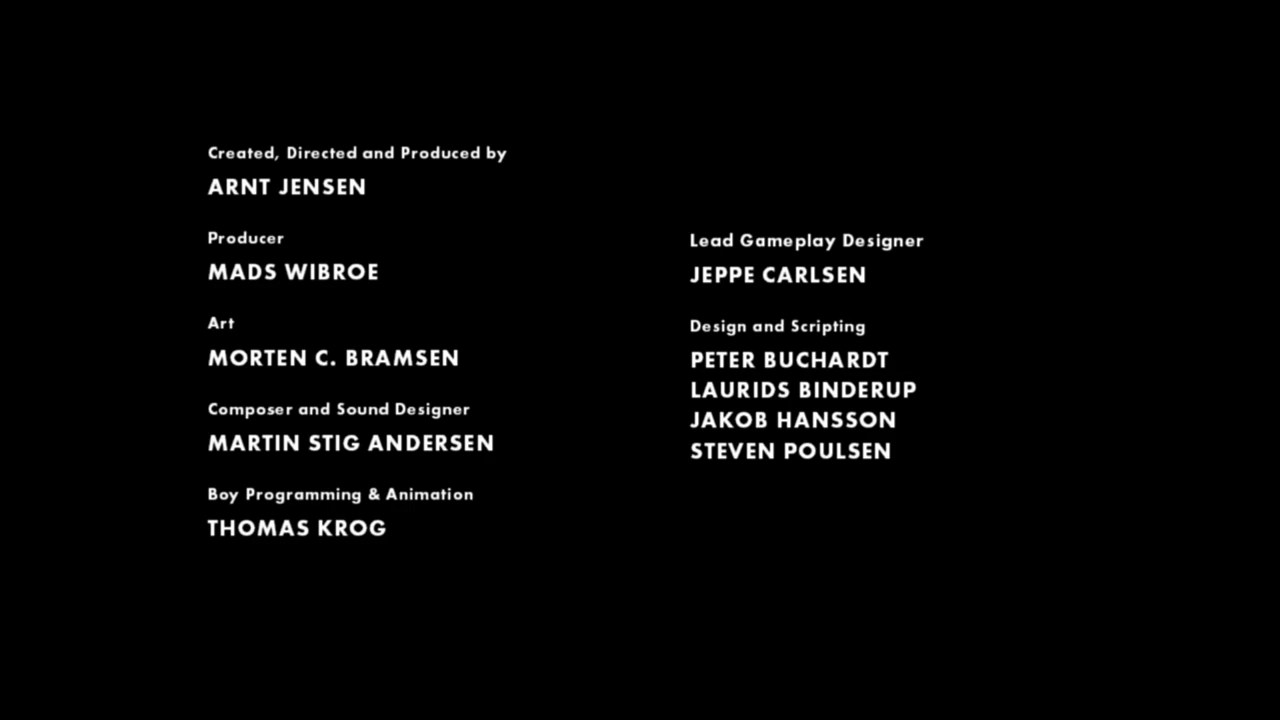 Created, Directed and Produced by
ARNT JENSEN
Producer
MADS WIBROE
Art
MORTEN C. BRAMSEN
Composer and Sound Designer
MARTIN STIG ANDERSEN
Boy Programming & Animation
THOMAS KROG
Lead Gameplay Designer
JEPPE CARLSEN
Design and Scripting
PETER BUCHARDT
LAURIDS BINDERUP
JAKOB HANSSON
STEVEN POULSEN